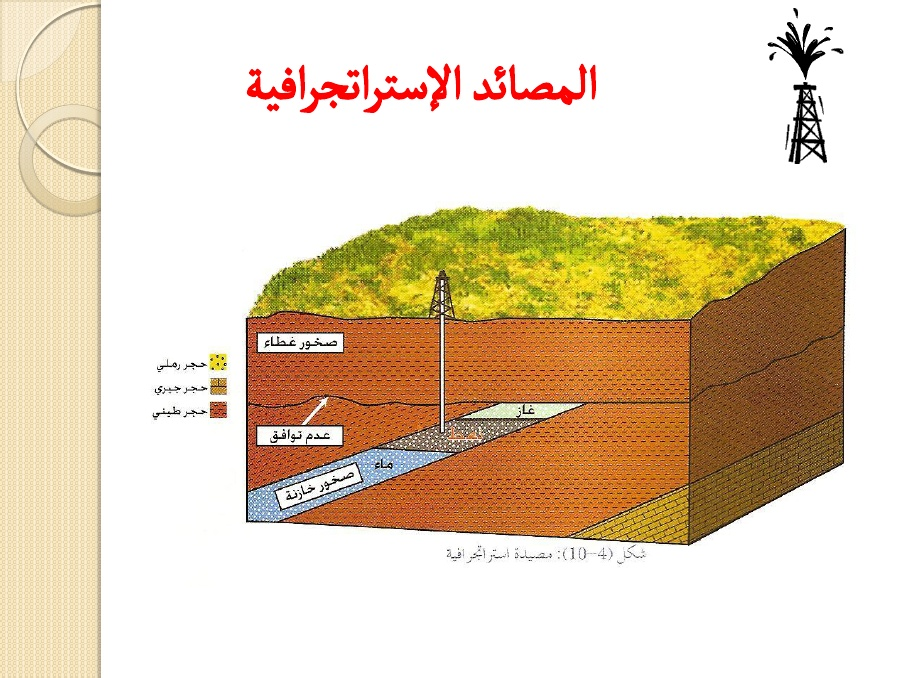 المصائد الإستراتجرافية
صخور غطاء
حجر رملي
حجر جيري
حجر طيني
غاز
نفط
عدم توافق
ماء
صخور خازنة
شكل (4-10): مصيدة استراتجرافية